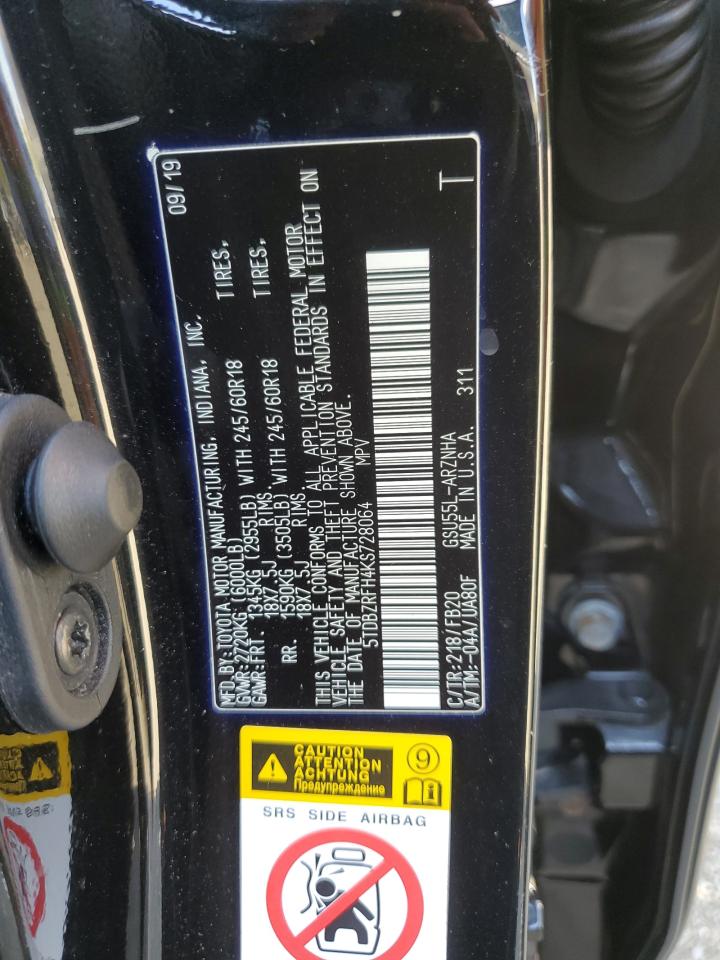 MFD.BY:TOYOTA MOTOR MANUFACTURING, INDIANA, INC. 09/19
GVWR:2720KG (6000LB)
GAWR:FRT. 1345KG (2955LB) WITH 245/60R18 TIRES,
18X7.5J RIMS
RR. 1590KG (3505LB) WITH 245/60R18 TIRES,
18X7.5J RIMS
THIS VEHICLE CONFORMS TO ALL APPLICABLE FEDERAL MOTOR
VEHICLE SAFETY AND THEFT PREVENTION STANDARDS IN EFFECT ON
THE DATE OF MANUFACTURE SHOWN ABOVE.
5TDBZRFH4KS728064 MPV
C/TR:218/FB20 GSU55L-ARZNHA T
A/TM:-04A/UA80F MADE IN U.S.A. 311
CAUTION
ATTENTION
ACHTUNG
Предупреждение
9
SRS SIDE AIRBAG